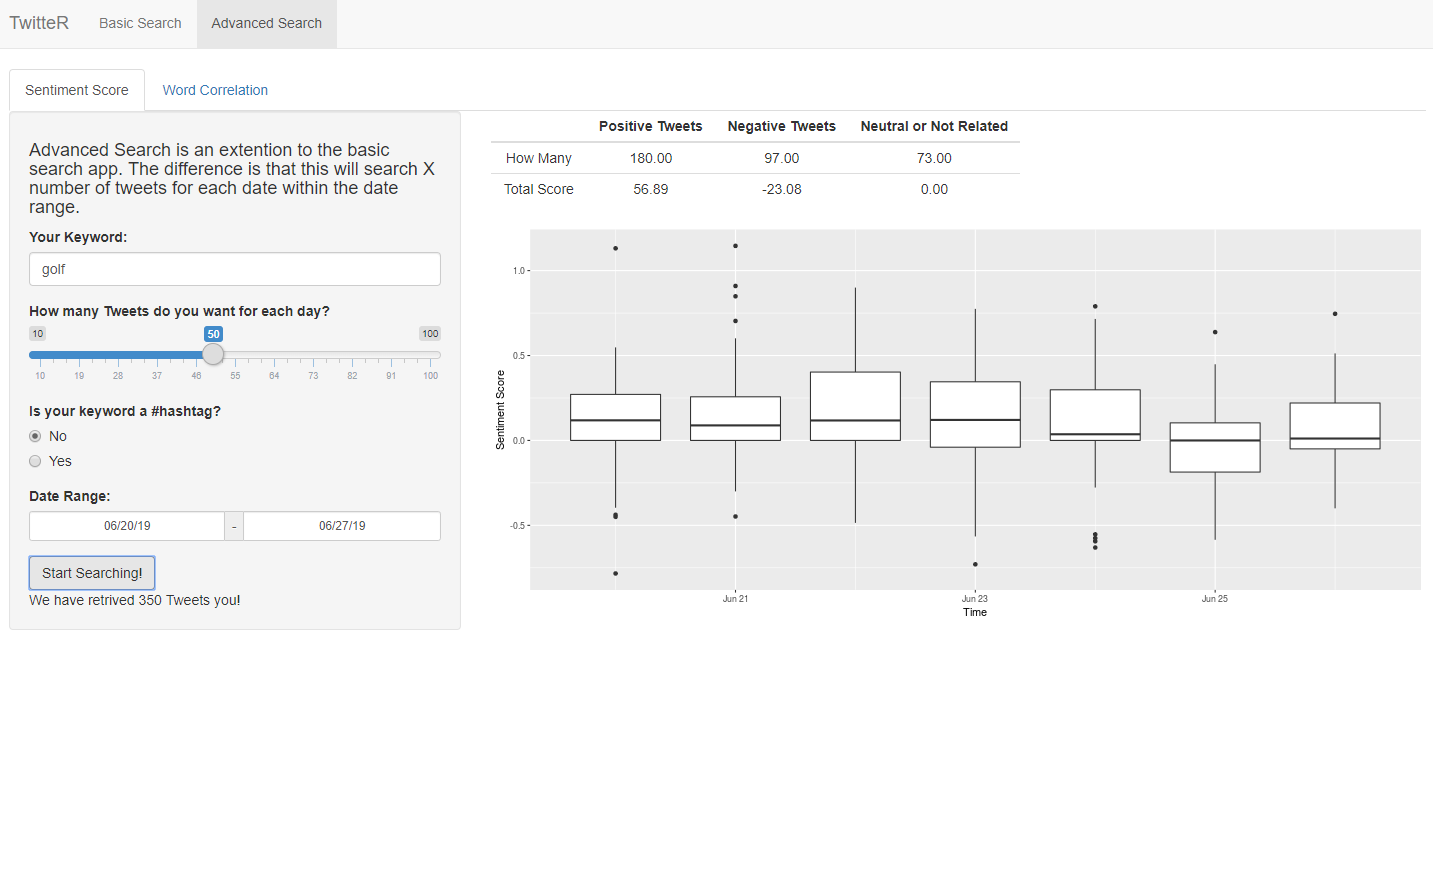 TwitteR Basic Search Advanced Search
Sentiment Score Word Correlation
Advanced Search is an extention to the basic
search app. The difference is that this will search X
number of tweets for each date within the date
range.
Your Keyword:
golf
How many Tweets do you want for each day?
10 50 100
10 19 28 37 46 55 64 73 82 91 100
Is your keyword a #hashtag?
No
Yes
Date Range:
06/20/19 - 06/27/19
Start Searching!
We have retrived 350 Tweets you!
Positive Tweets Negative Tweets Neutral or Not Related
How Many 180.00 97.00 73.00
Total Score 56.89 -23.08 0.00
Sentiment Score
1.0
0.5
0.0
-0.5
Jun 21 Jun 23 Jun 25
Time